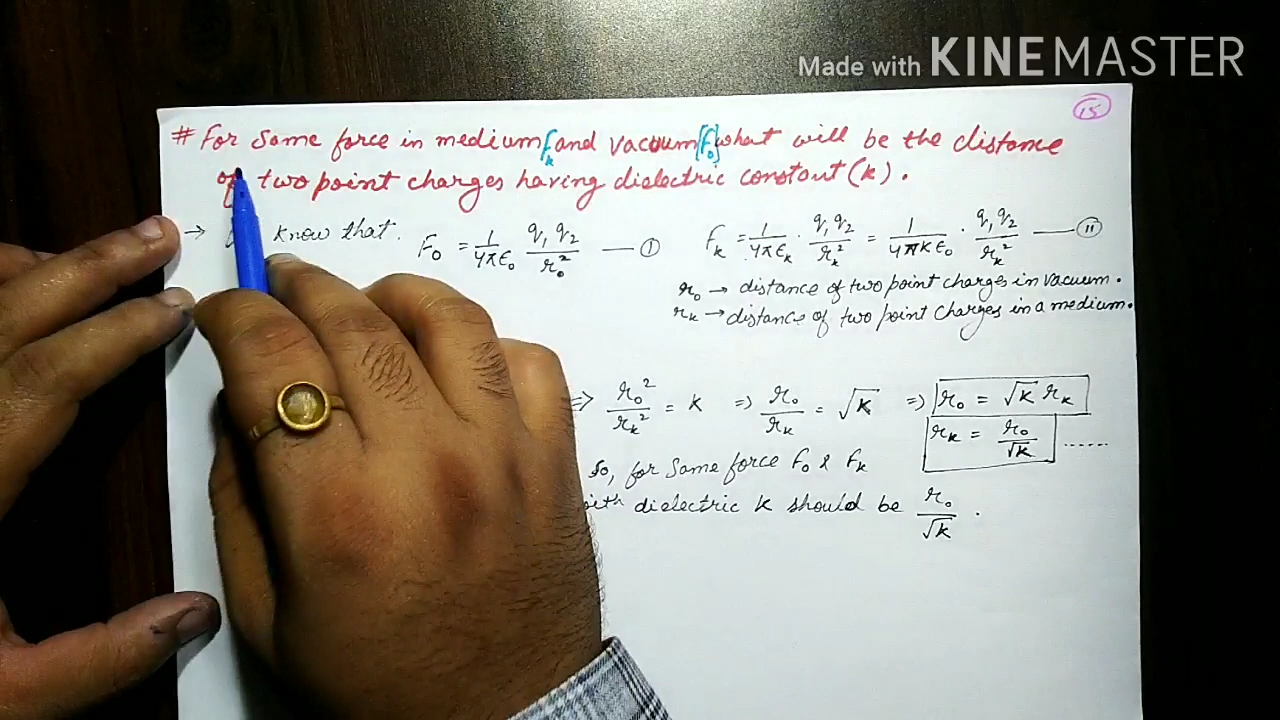 Made with KINEMASTER
15
# For same force in medium Fk and vacuum [F₀] what will be the distance
of two point charges having dielectric constant (k).
→ know that. F₀ = 1/4πε₀ q₁q₂/r₀² — I Fk = 1/4πεk · q₁q₂/rk² = 1/4πkε₀ · q₁q₂/rk² — II
r₀ → distance of two point charges in vacuum.
rk → distance of two point charges in a medium.
⇒ r₀²/rk² = K ⇒ r₀/rk = √K ⇒ r₀ = √K rk
rk = r₀/√K ......
So, for same force F₀ & Fk
with dielectric K should be r₀/√K .